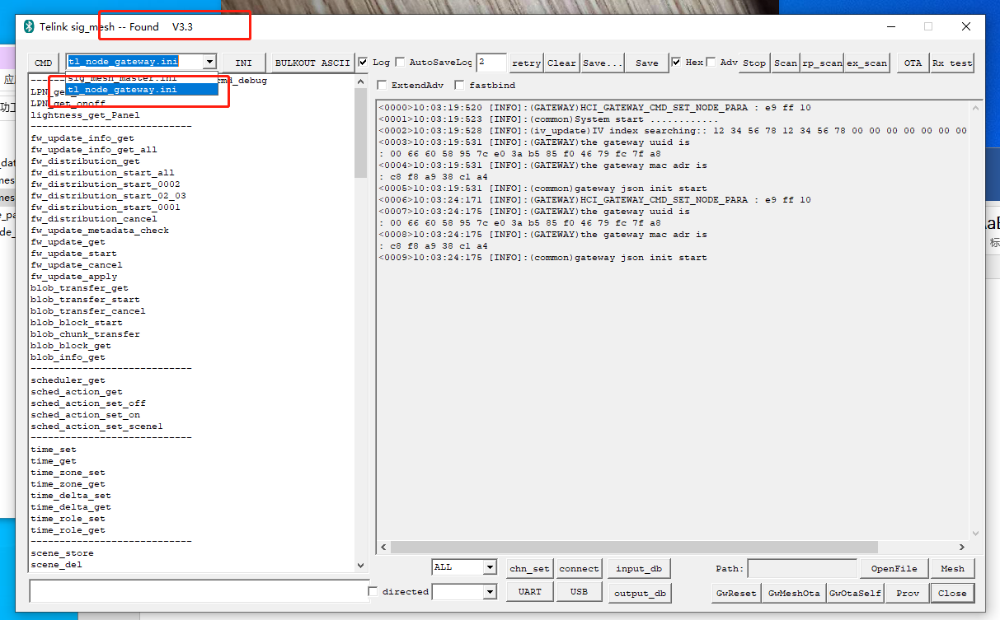 Telink sig_mesh -- Found V3.3
CMD tl_node_gateway.ini INI BULKOUT ASCII Log AutoSaveLog 2 retry Clear Save... Save Hex Adv Stop Scan rp_scan ex_scan OTA Rx test
sig_mesh_master.ini
tl_node_gateway.ini
cmd_debug
ExtendAdv fastbind
LPN_get_onoff
lightness_get_Panel
----------------------------
fw_update_info_get
fw_update_info_get_all
fw_distribution_get
fw_distribution_start_all
fw_distribution_start_0002
fw_distribution_start_02_03
fw_distribution_start_0001
fw_distribution_cancel
fw_update_metadata_check
fw_update_get
fw_update_start
fw_update_cancel
fw_update_apply
blob_transfer_get
blob_transfer_start
blob_transfer_cancel
blob_block_start
blob_chunk_transfer
blob_block_get
blob_info_get
----------------------------
scheduler_get
sched_action_get
sched_action_set_off
sched_action_set_on
sched_action_set_scene1
----------------------------
time_set
time_get
time_zone_set
time_zone_get
time_delta_set
time_delta_get
time_role_set
time_role_get
----------------------------
scene_store
scene_del
<0000>10:03:19:520 [INFO]:(GATEWAY)HCI_GATEWAY_CMD_SET_NODE_PARA : e9 ff 10
<0001>10:03:19:523 [INFO]:(common)System start ............
<0002>10:03:19:528 [INFO]:(iv_update)IV index searching:: 12 34 56 78 12 34 56 78 00 00 00 00 00 00 00
<0003>10:03:19:531 [INFO]:(GATEWAY)the gateway uuid is
: 00 66 60 58 95 7c e0 3a b5 85 f0 46 79 fc 7f a8
<0004>10:03:19:531 [INFO]:(GATEWAY)the gateway mac adr is
: c8 f8 a9 38 c1 a4
<0005>10:03:19:531 [INFO]:(common)gateway json init start
<0006>10:03:24:171 [INFO]:(GATEWAY)HCI_GATEWAY_CMD_SET_NODE_PARA : e9 ff 10
<0007>10:03:24:175 [INFO]:(GATEWAY)the gateway uuid is
: 00 66 60 58 95 7c e0 3a b5 85 f0 46 79 fc 7f a8
<0008>10:03:24:175 [INFO]:(GATEWAY)the gateway mac adr is
: c8 f8 a9 38 c1 a4
<0009>10:03:24:175 [INFO]:(common)gateway json init start
ALL chn_set connect input_db Path: OpenFile Mesh
directed UART USB output_db GwReset GwMeshOta GwOtaSelf Prov Close